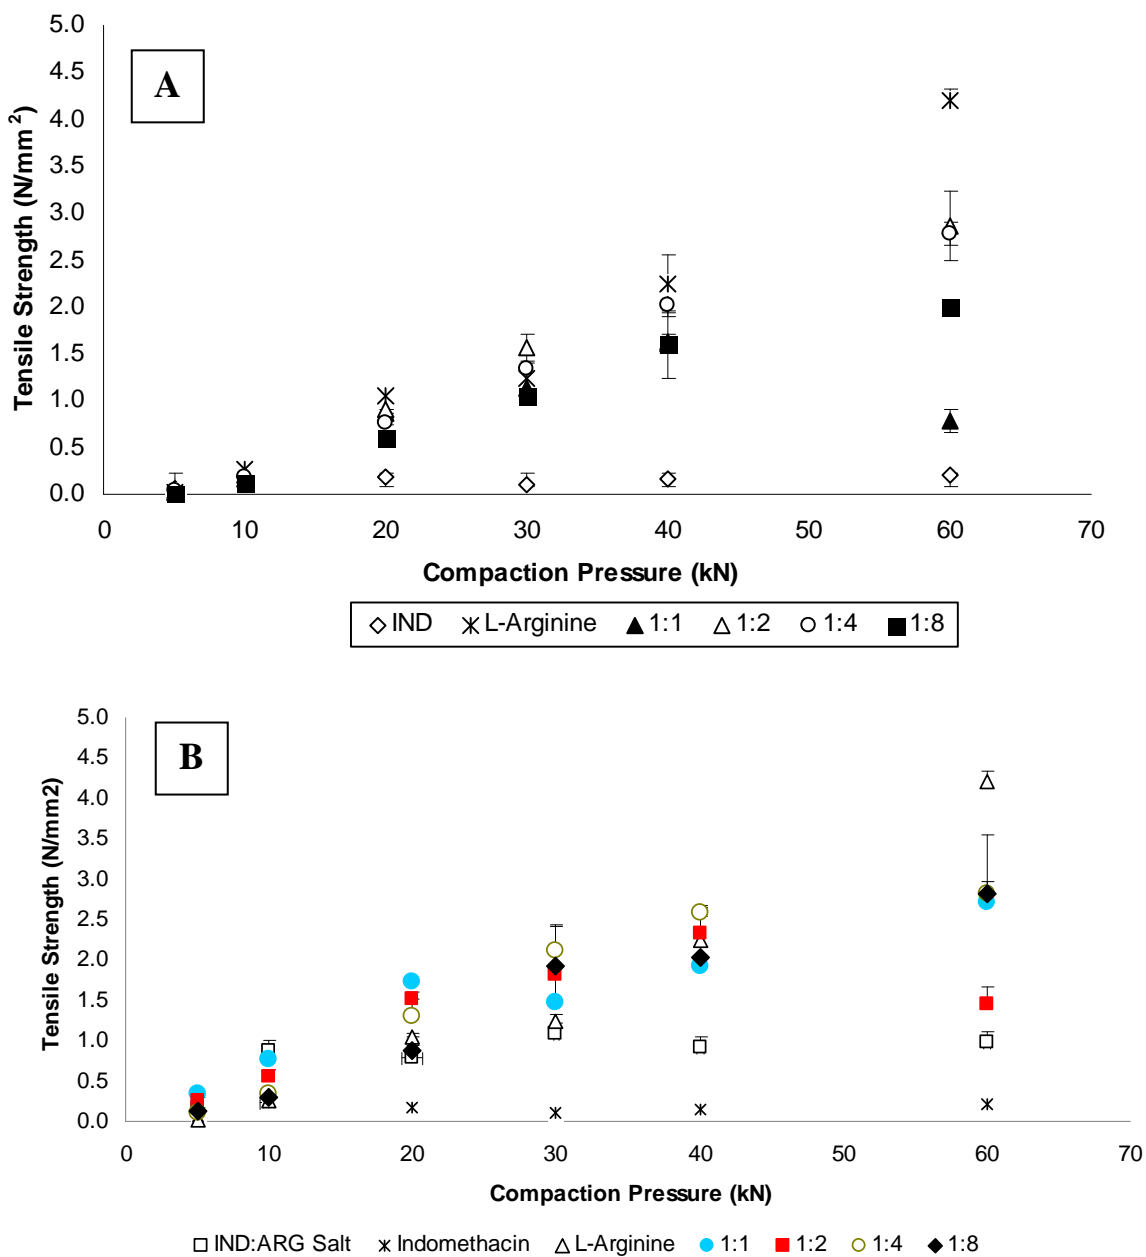 A
Tensile Strength (N/mm²)
5.0
4.5
4.0
3.5
3.0
2.5
2.0
1.5
1.0
0.5
0.0
0 10 20 30 40 50 60 70
Compaction Pressure (kN)
IND L-Arginine 1:1 1:2 1:4 1:8
B
Tensile Strength (N/mm2)
5.0
4.5
4.0
3.5
3.0
2.5
2.0
1.5
1.0
0.5
0.0
0 10 20 30 40 50 60 70
Compaction Pressure (kN)
IND:ARG Salt Indomethacin L-Arginine 1:1 1:2 1:4 1:8